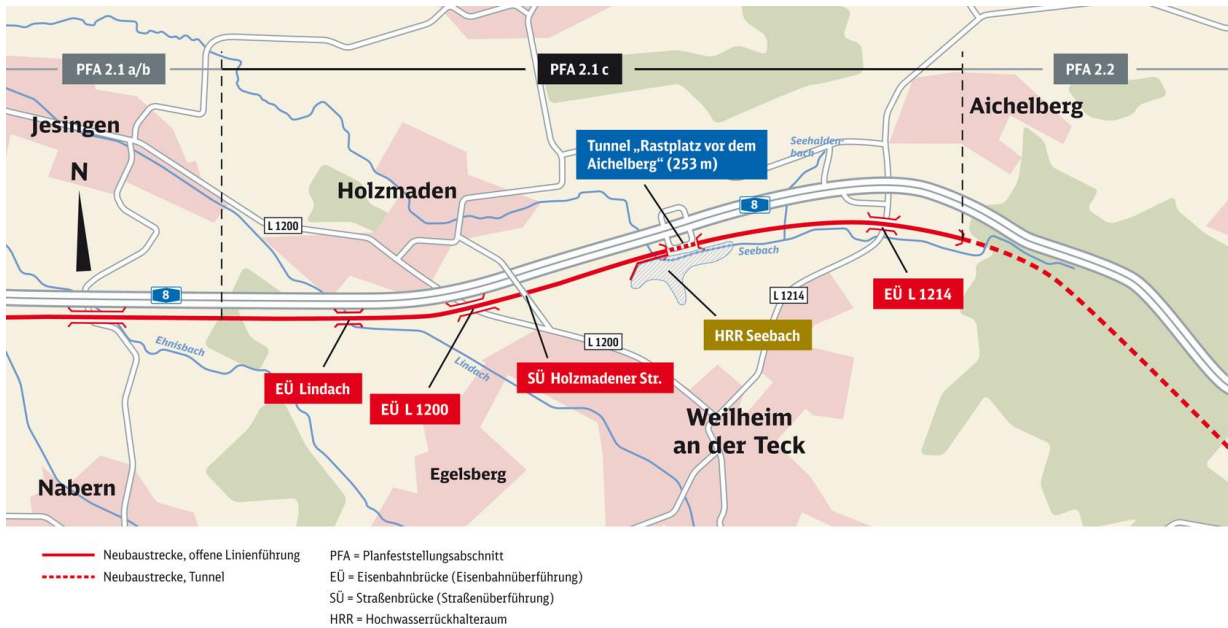 PFA 2.1 a/b
PFA 2.1 c
PFA 2.2
Jesingen
Aichelberg
Tunnel „Rastplatz vor dem
Aichelberg“ (253 m)
Seehalden-
bach
N
Holzmaden
8
L 1200
Seebach
8
L 1214
EÜ L 1214
HRR Seebach
Ehnisbach
L 1200
Lindach
EÜ Lindach
SÜ Holzmadener Str.
EÜ L 1200
Weilheim
an der Teck
Egelsberg
Nabern
Neubaustrecke, offene Linienführung
Neubaustrecke, Tunnel
PFA = Planfeststellungsabschnitt
EÜ = Eisenbahnbrücke (Eisenbahnüberführung)
SÜ = Straßenbrücke (Straßenüberführung)
HRR = Hochwasserrückhalteraum